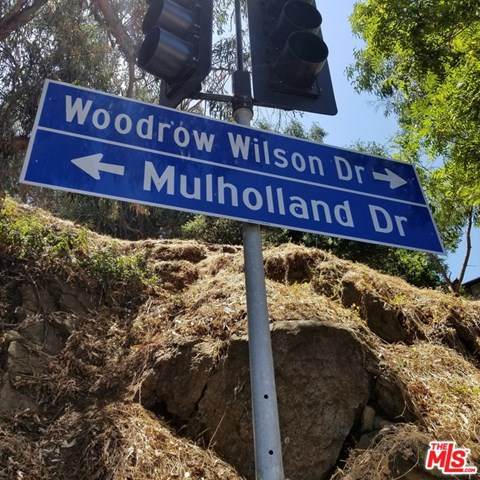 Woodrow Wilson Dr →
← Mulholland Dr
THE
MLS
.com